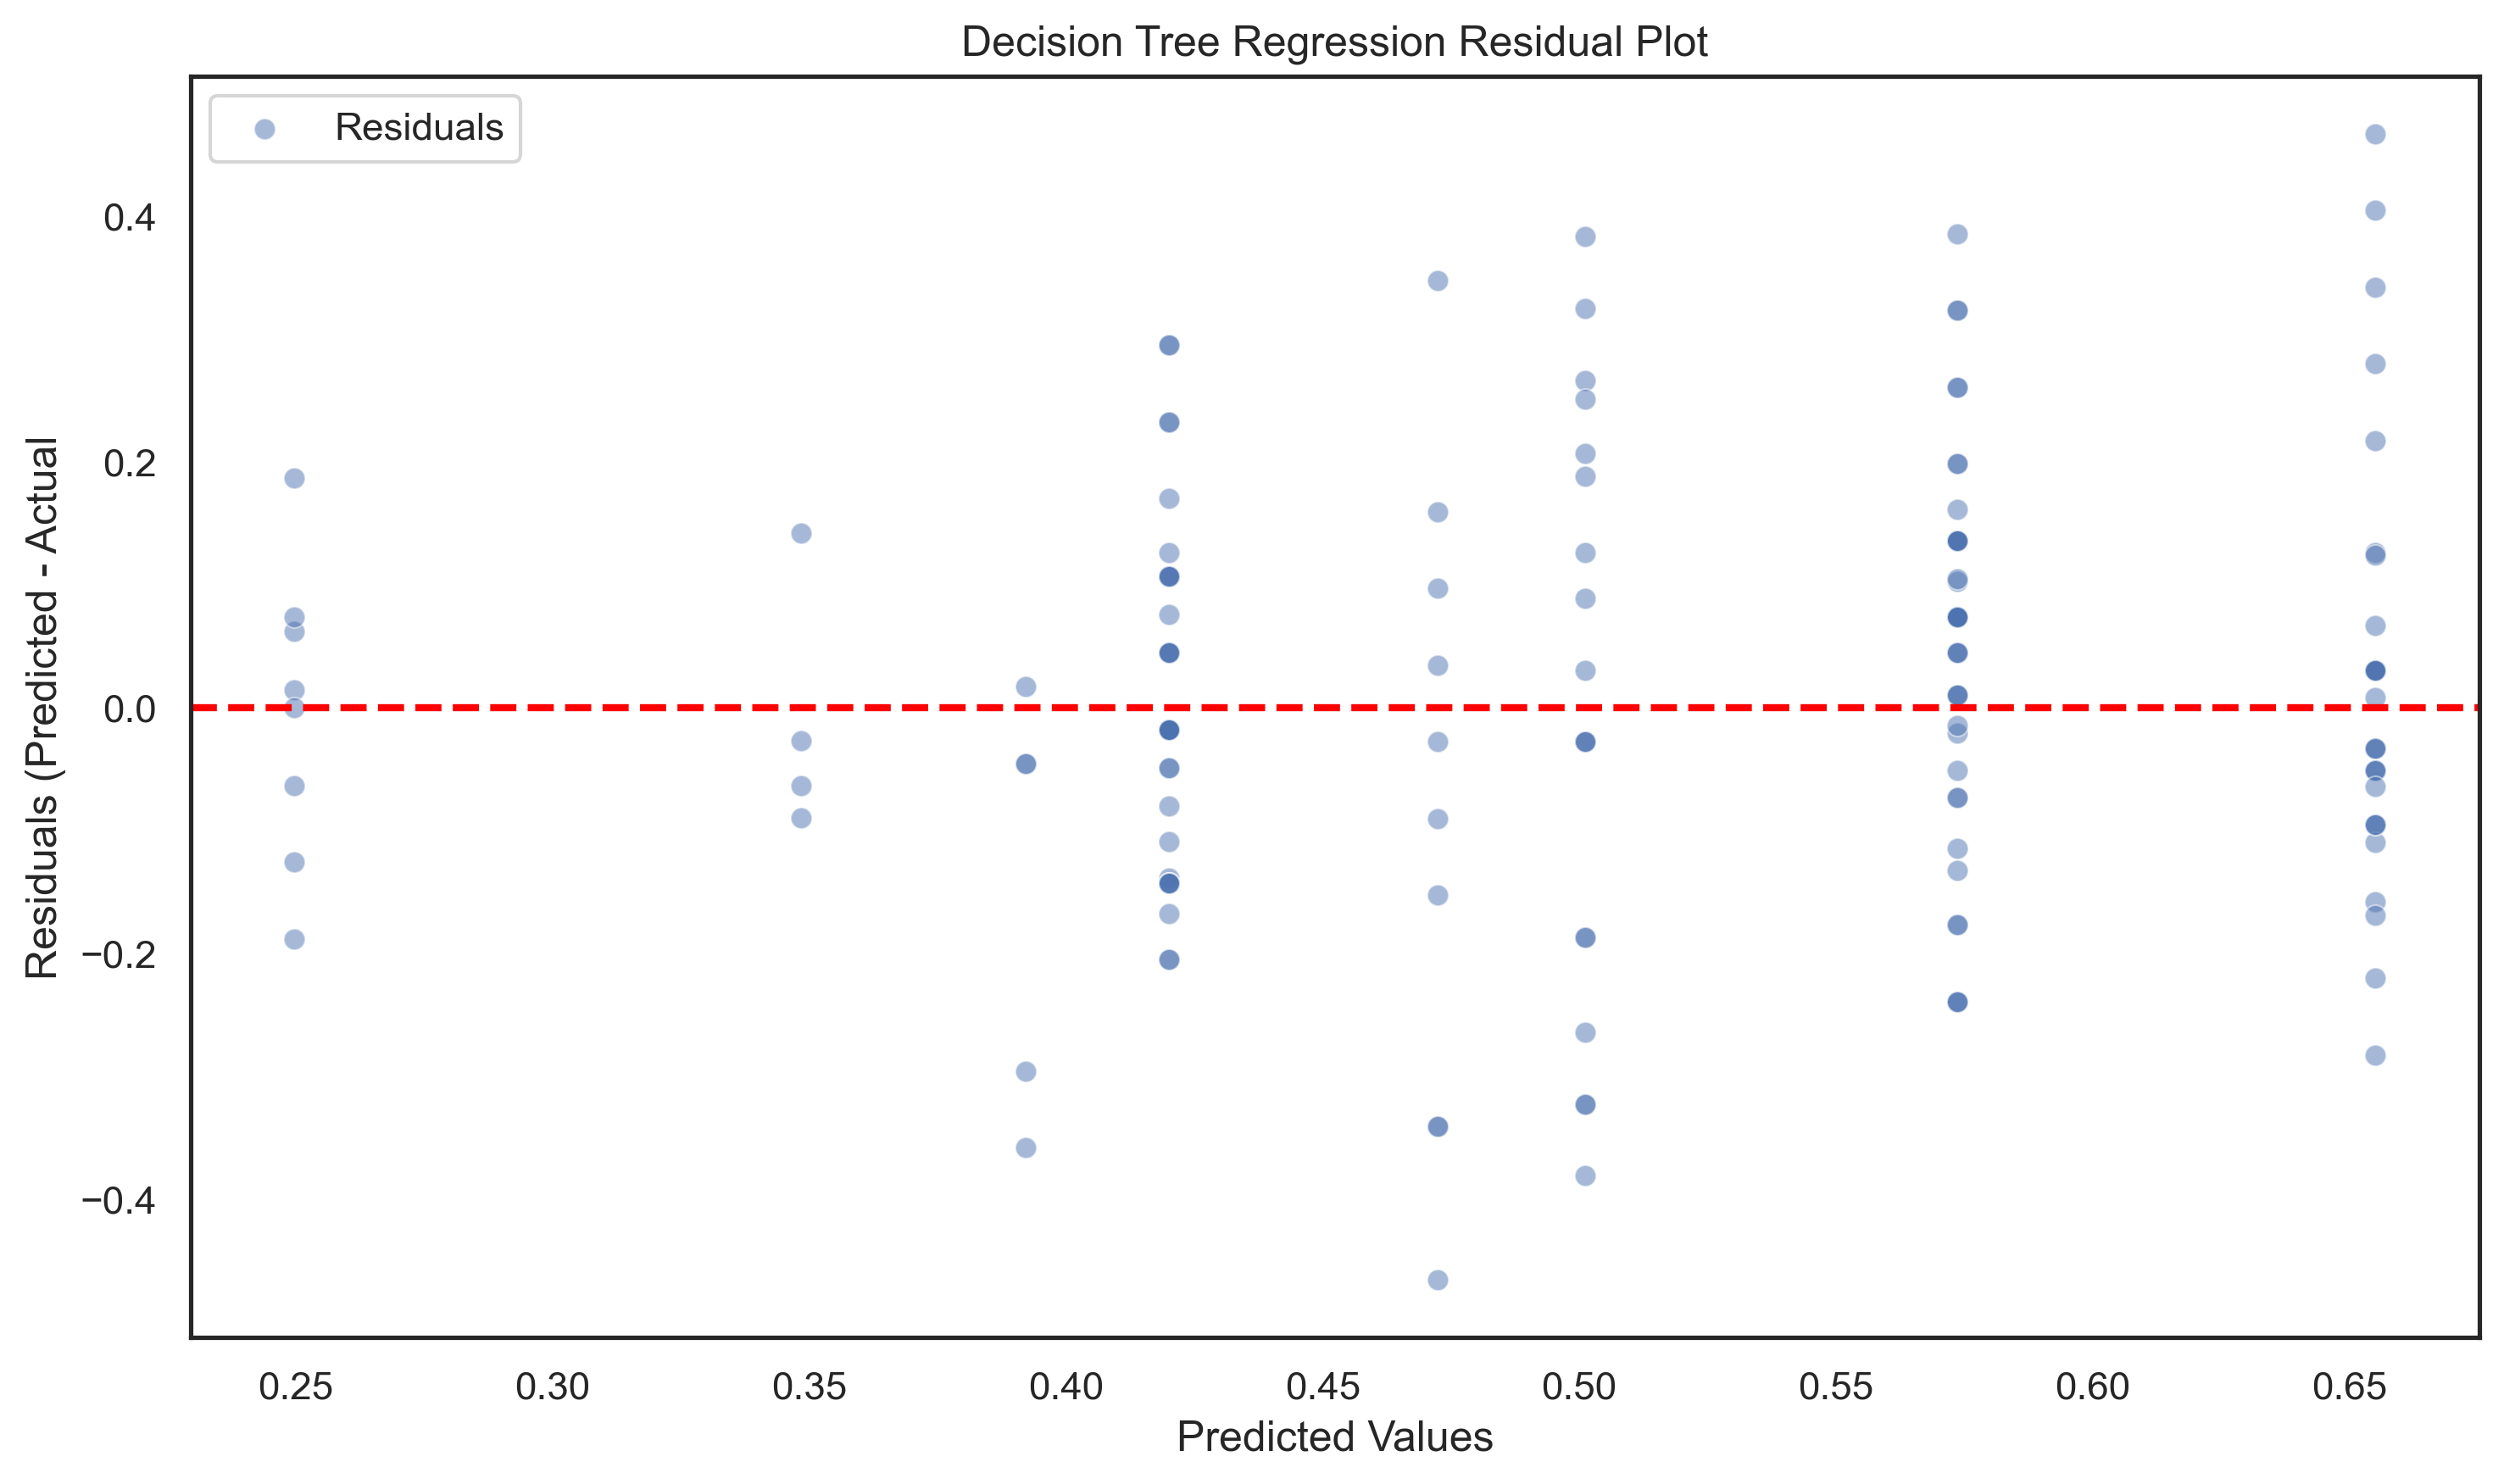 Decision Tree Regression Residual Plot
Residuals
0.4
0.2
0.0
−0.2
−0.4
Residuals (Predicted - Actual
0.25 0.30 0.35 0.40 0.45 0.50 0.55 0.60 0.65
Predicted Values